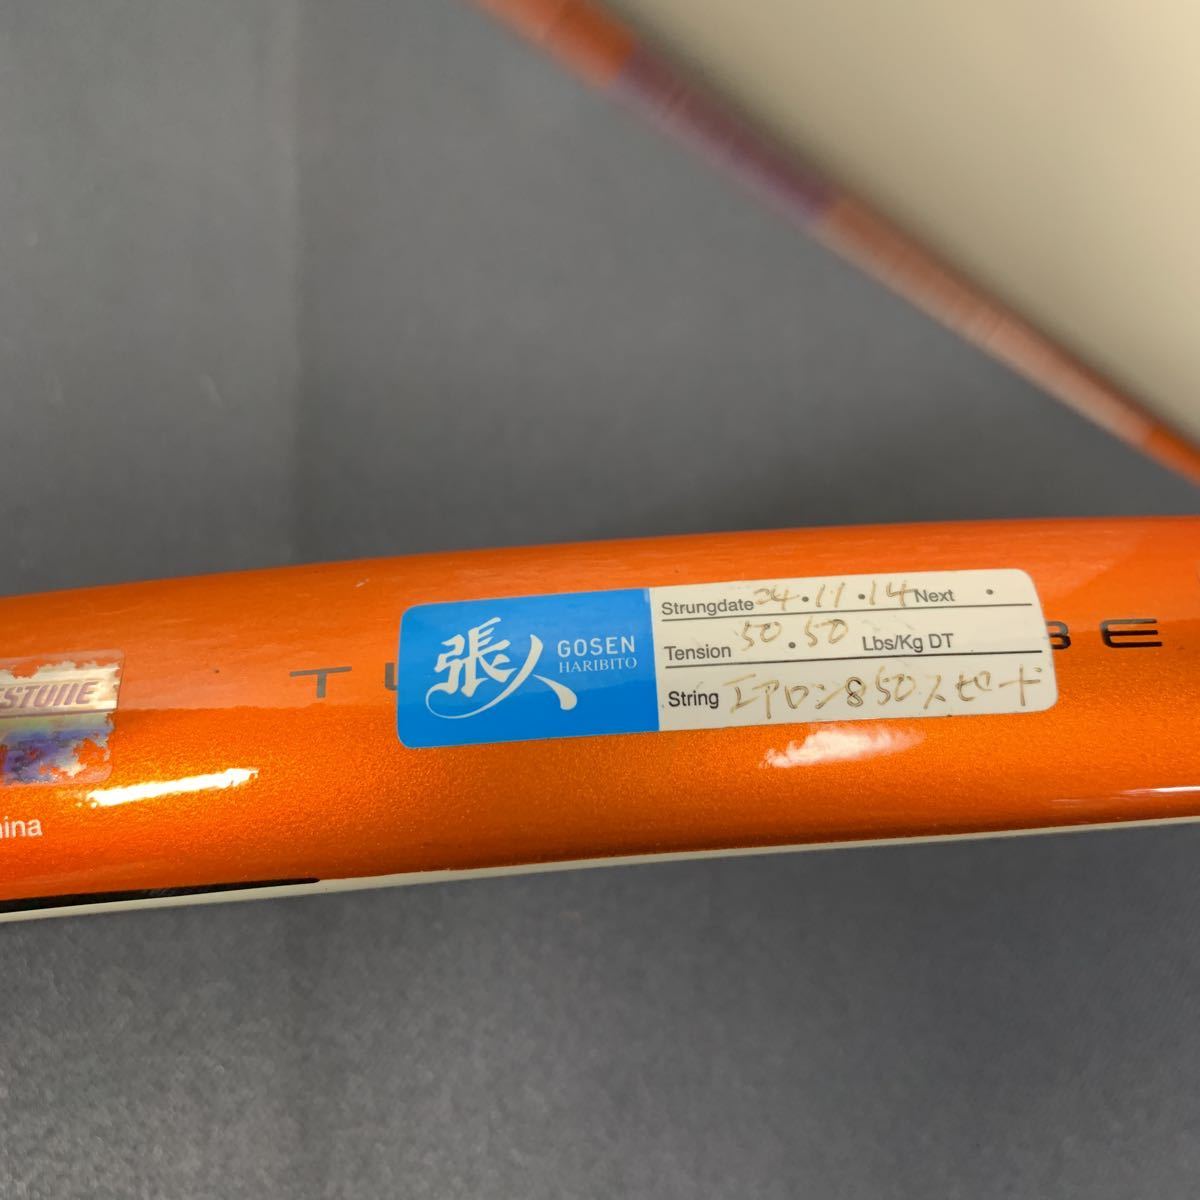 張人 GOSEN
HARIBITO
Strungdate 24.11.14 Next .
Tension 50.50 Lbs/Kg DT
String エアロン850スピード